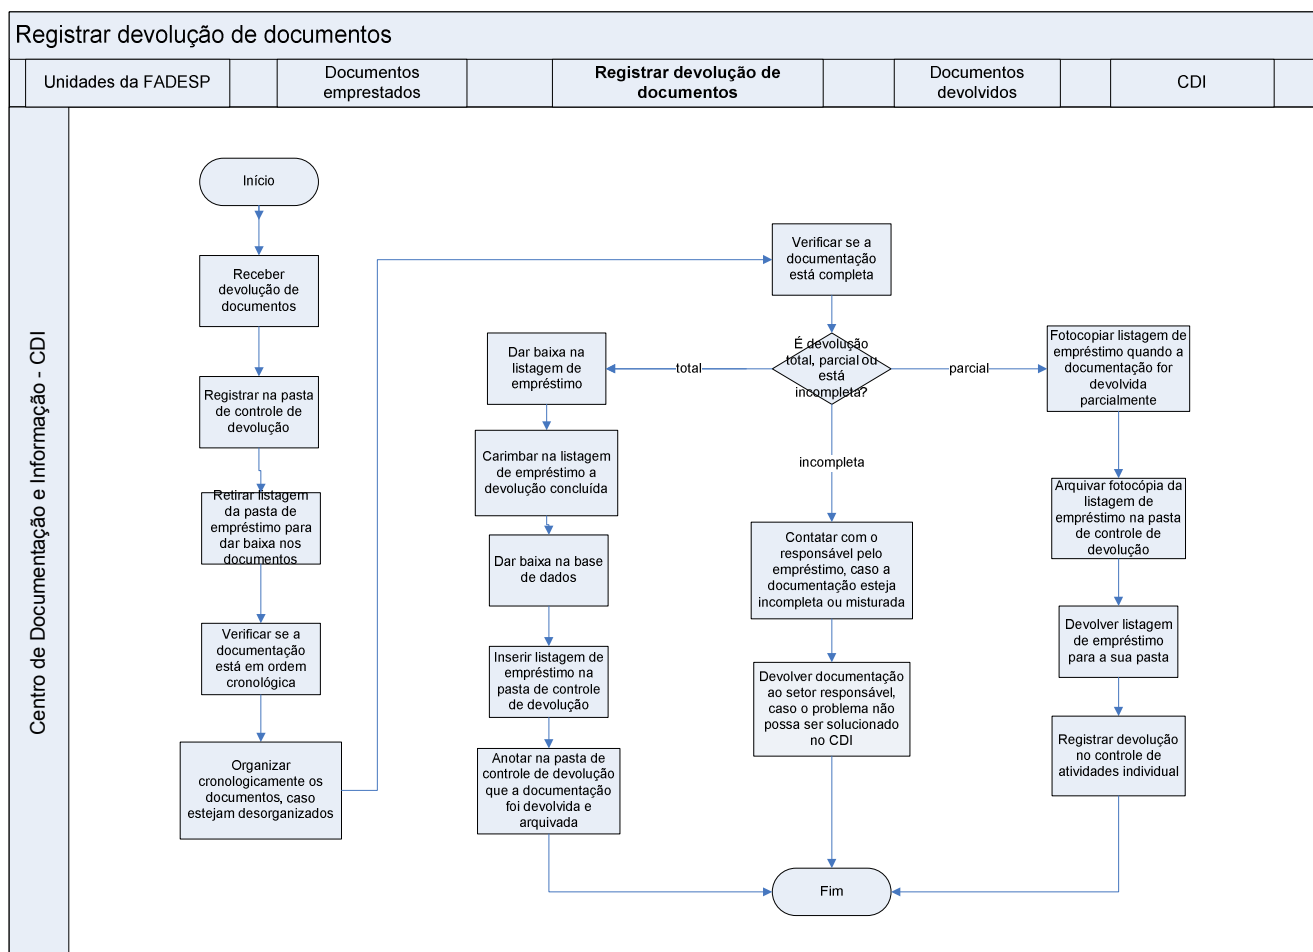 Registrar devolução de documentos
Unidades da FADESP
Documentos
emprestados
Registrar devolução de
documentos
Documentos
devolvidos
CDI
Centro de Documentação e Informação - CDI
Início
Receber
devolução de
documentos
Registrar na pasta
de controle de
devolução
Retirar listagem
da pasta de
empréstimo para
dar baixa nos
documentos
Verificar se a
documentação
está em ordem
cronológica
Organizar
cronologicamente os
documentos, caso
estejam desorganizados
Verificar se a
documentação
está completa
É devolução
total, parcial ou
está
incompleta?
total
parcial
incompleta
Dar baixa na
listagem de
empréstimo
Carimbar na listagem
de empréstimo a
devolução concluída
Dar baixa na base
de dados
Inserir listagem de
empréstimo na
pasta de controle
de devolução
Anotar na pasta de
controle de devolução
que a documentação
foi devolvida e
arquivada
Contatar com o
responsável pelo
empréstimo, caso a
documentação esteja
incompleta ou misturada
Devolver documentação
ao setor responsável,
caso o problema não
possa ser solucionado
no CDI
Fotocopiar listagem de
empréstimo quando a
documentação for
devolvida
parcialmente
Arquivar fotocópia da
listagem de
empréstimo na pasta
de controle de
devolução
Devolver listagem
de empréstimo
para a sua pasta
Registrar devolução
no controle de
atividades individual
Fim